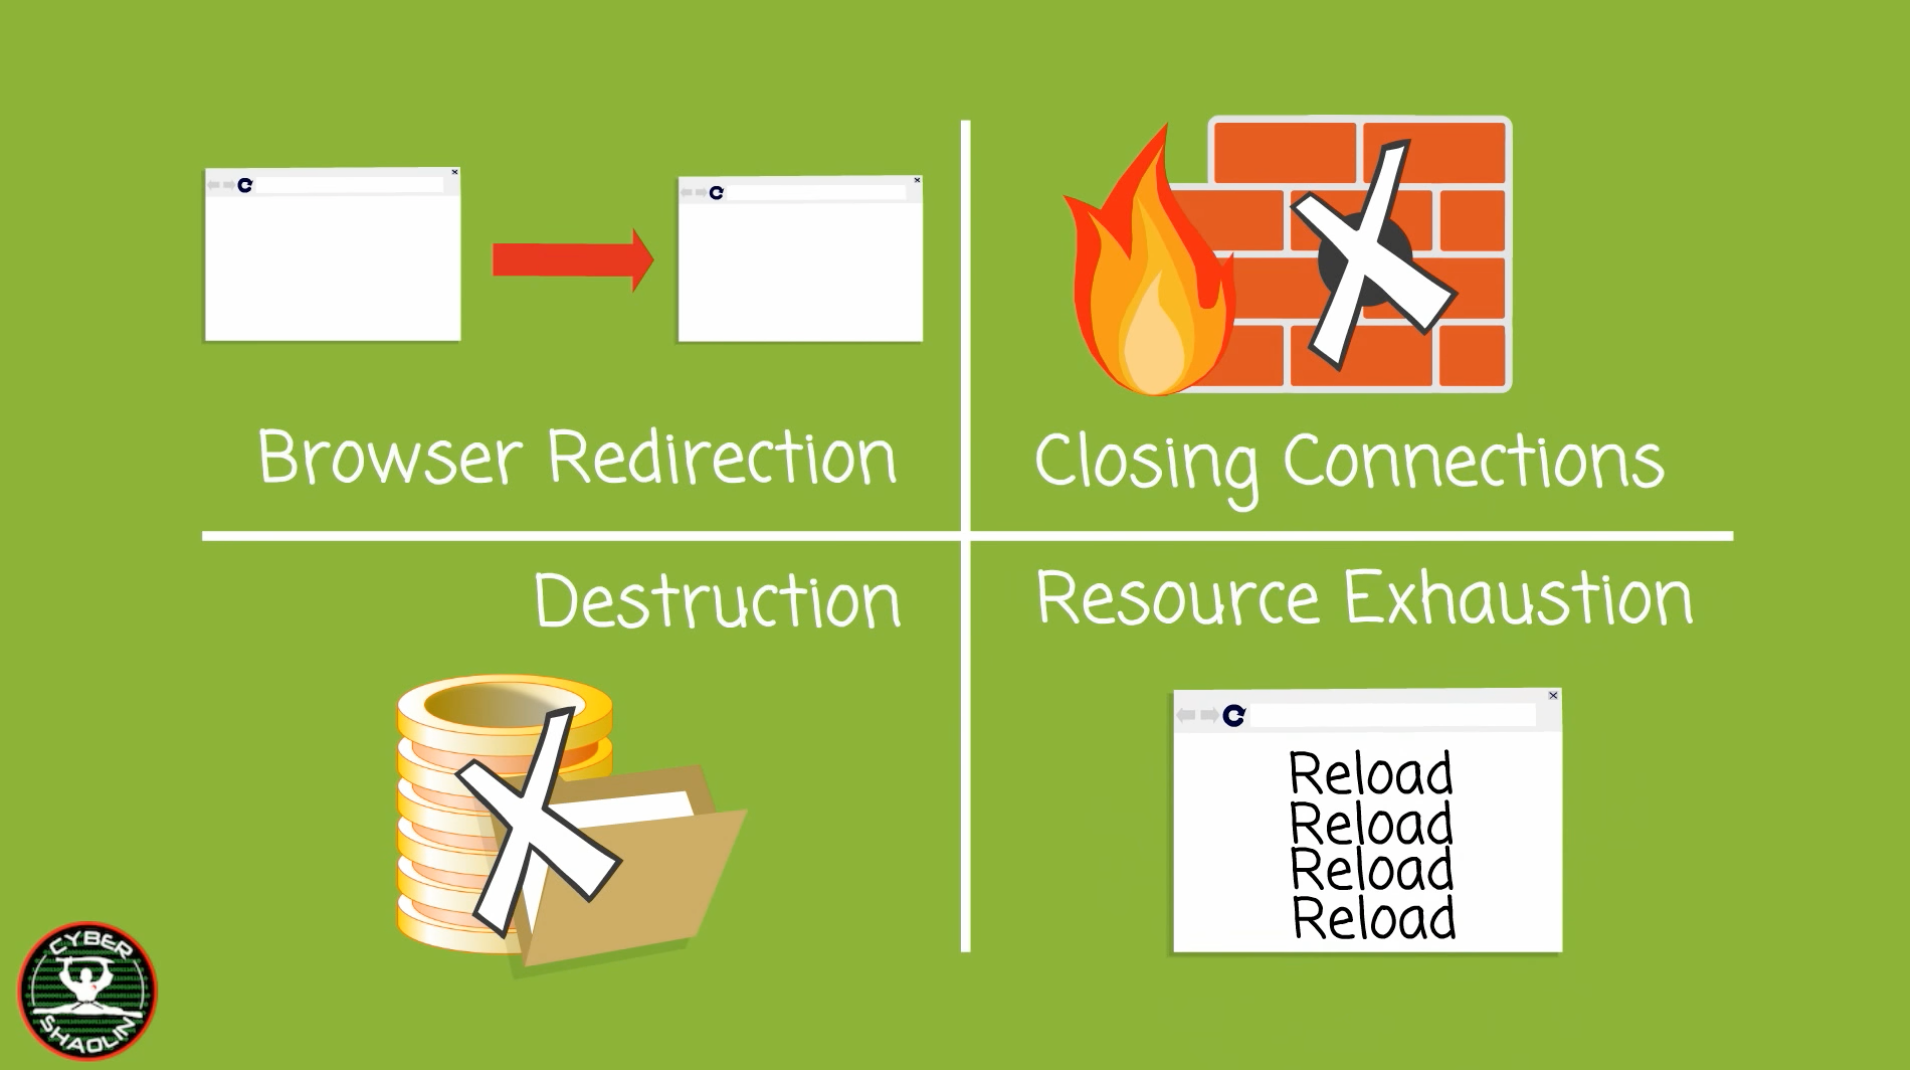 Browser Redirection
Closing Connections
Destruction
Resource Exhaustion
Reload
Reload
Reload
Reload
CYBER
SHAOLIN